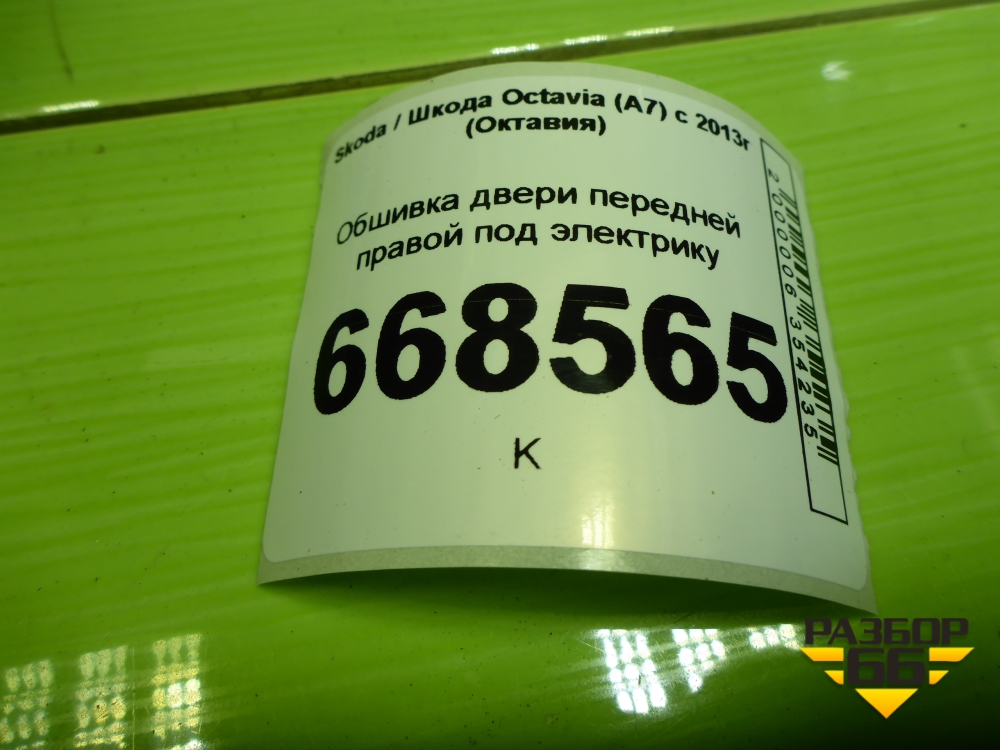 Skoda / Шкода Octavia (A7) с 2013г
(Октавия)
Обшивка двери передней
правой под электрику
668565
К
2000006354235
РАЗБОР
66